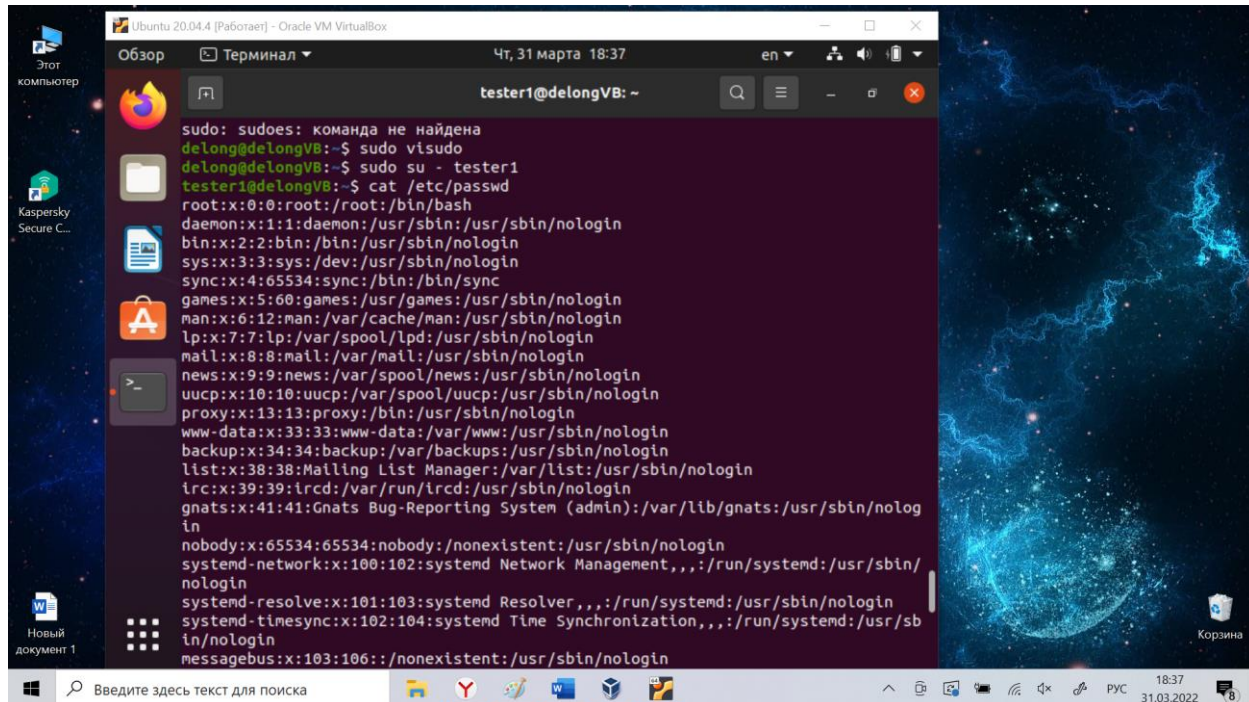 Ubuntu 20.04.4 [Работает] - Oracle VM VirtualBox
Обзор Терминал Чт, 31 марта 18:37 en
tester1@delongVB: ~
sudo: sudoes: команда не найдена
delong@delongVB:~$ sudo visudo
delong@delongVB:~$ sudo su - tester1
tester1@delongVB:~$ cat /etc/passwd
root:x:0:0:root:/root:/bin/bash
daemon:x:1:1:daemon:/usr/sbin:/usr/sbin/nologin
bin:x:2:2:bin:/bin:/usr/sbin/nologin
sys:x:3:3:sys:/dev:/usr/sbin/nologin
sync:x:4:65534:sync:/bin:/bin/sync
games:x:5:60:games:/usr/games:/usr/sbin/nologin
man:x:6:12:man:/var/cache/man:/usr/sbin/nologin
lp:x:7:7:lp:/var/spool/lpd:/usr/sbin/nologin
mail:x:8:8:mail:/var/mail:/usr/sbin/nologin
news:x:9:9:news:/var/spool/news:/usr/sbin/nologin
uucp:x:10:10:uucp:/var/spool/uucp:/usr/sbin/nologin
proxy:x:13:13:proxy:/bin:/usr/sbin/nologin
www-data:x:33:33:www-data:/var/www:/usr/sbin/nologin
backup:x:34:34:backup:/var/backups:/usr/sbin/nologin
list:x:38:38:Mailing List Manager:/var/list:/usr/sbin/nologin
irc:x:39:39:ircd:/var/run/ircd:/usr/sbin/nologin
gnats:x:41:41:Gnats Bug-Reporting System (admin):/var/lib/gnats:/usr/sbin/nolog
in
nobody:x:65534:65534:nobody:/nonexistent:/usr/sbin/nologin
systemd-network:x:100:102:systemd Network Management,,,:/run/systemd:/usr/sbin/
nologin
systemd-resolve:x:101:103:systemd Resolver,,,:/run/systemd:/usr/sbin/nologin
systemd-timesync:x:102:104:systemd Time Synchronization,,,:/run/systemd:/usr/sb
in/nologin
messagebus:x:103:106::/nonexistent:/usr/sbin/nologin
Этот
компьютер
Kaspersky
Secure C...
Новый
документ 1
Корзина
Введите здесь текст для поиска
РУС
18:37
31.03.2022
8